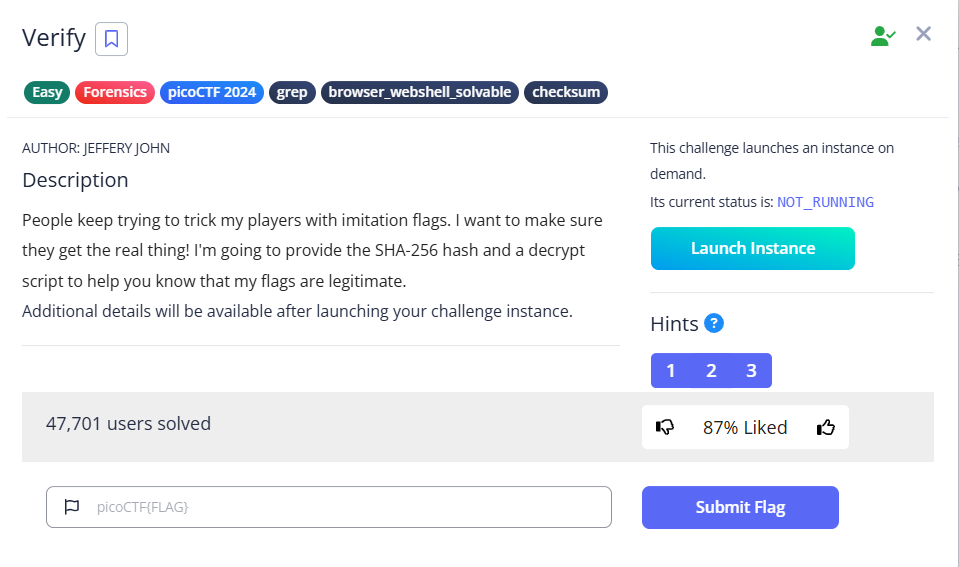 Verify
Easy Forensics picoCTF 2024 grep browser_webshell_solvable checksum
AUTHOR: JEFFERY JOHN
Description
People keep trying to trick my players with imitation flags. I want to make sure
they get the real thing! I'm going to provide the SHA-256 hash and a decrypt
script to help you know that my flags are legitimate.
Additional details will be available after launching your challenge instance.
This challenge launches an instance on
demand.
Its current status is: NOT_RUNNING
Launch Instance
Hints ?
1 2 3
47,701 users solved
87% Liked
picoCTF{FLAG}
Submit Flag